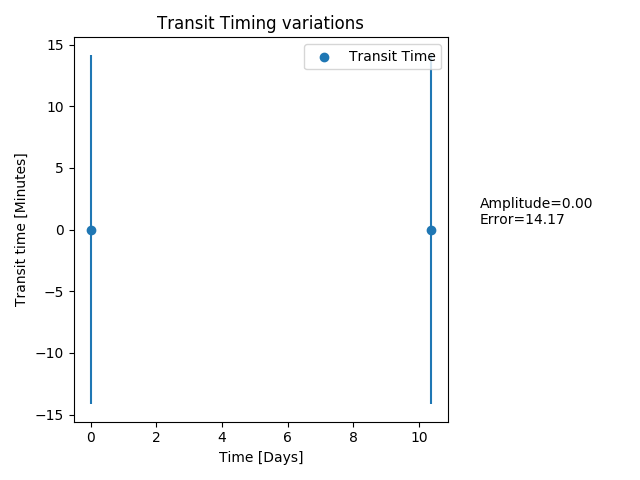 Transit Timing variations
Transit Time
Transit time [Minutes]
15
10
5
0
−5
−10
−15
0 2 4 6 8 10
Time [Days]
Amplitude=0.00
Error=14.17